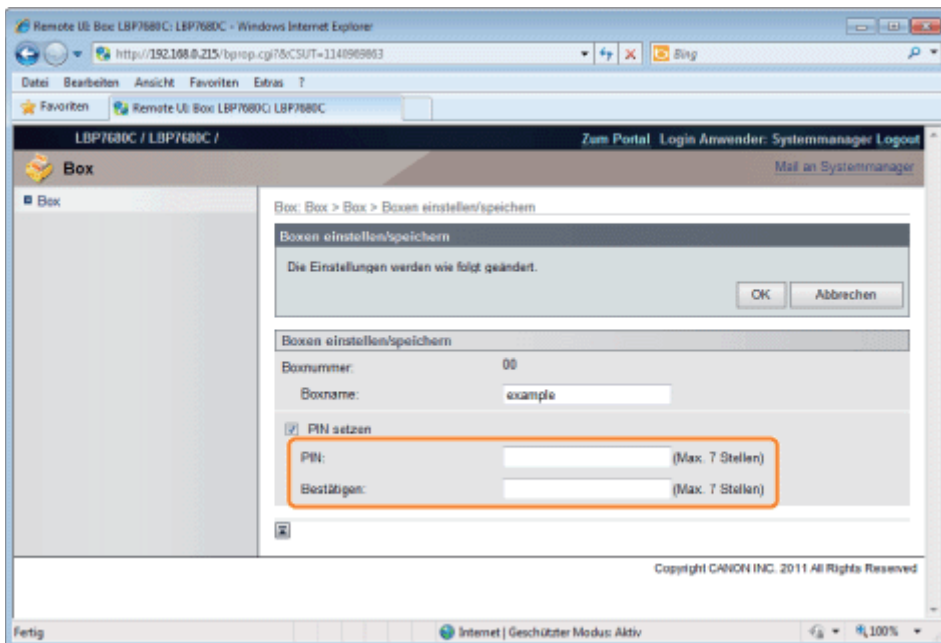 Remote UI: Box: LBP7680C: LBP7680C - Windows Internet Explorer
http://192.168.0.215/bprop.cgi?&CSUT=1140969863 Bing
Datei Bearbeiten Ansicht Favoriten Extras ?
Favoriten Remote UI: Box: LBP7680C: LBP7680C
LBP7680C / LBP7680C / Zum Portal Login Anwender: Systemmanager Logout
Box Mail an Systemmanager
Box
Box: Box > Box > Boxen einstellen/speichern
Boxen einstellen/speichern
Die Einstellungen werden wie folgt geändert.
OK Abbrechen
Boxen einstellen/speichern
Boxnummer: 00
Boxname: example
PIN setzen
PIN: (Max. 7 Stellen)
Bestätigen: (Max. 7 Stellen)
Copyright CANON INC. 2011 All Rights Reserved
Fertig Internet | Geschützter Modus: Aktiv 100%